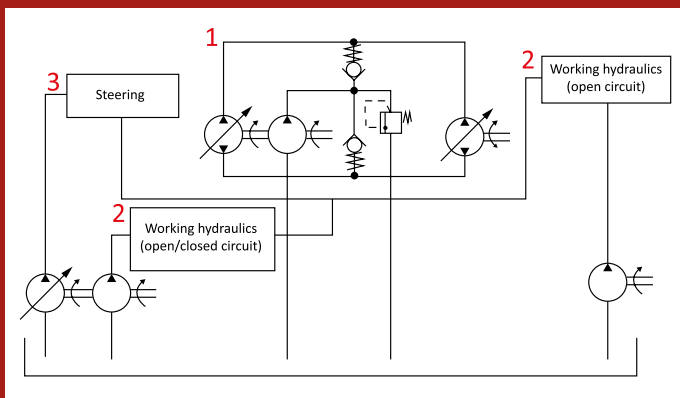 1
2
Working hydraulics
(open circuit)
3
Steering
2
Working hydraulics
(open/closed circuit)